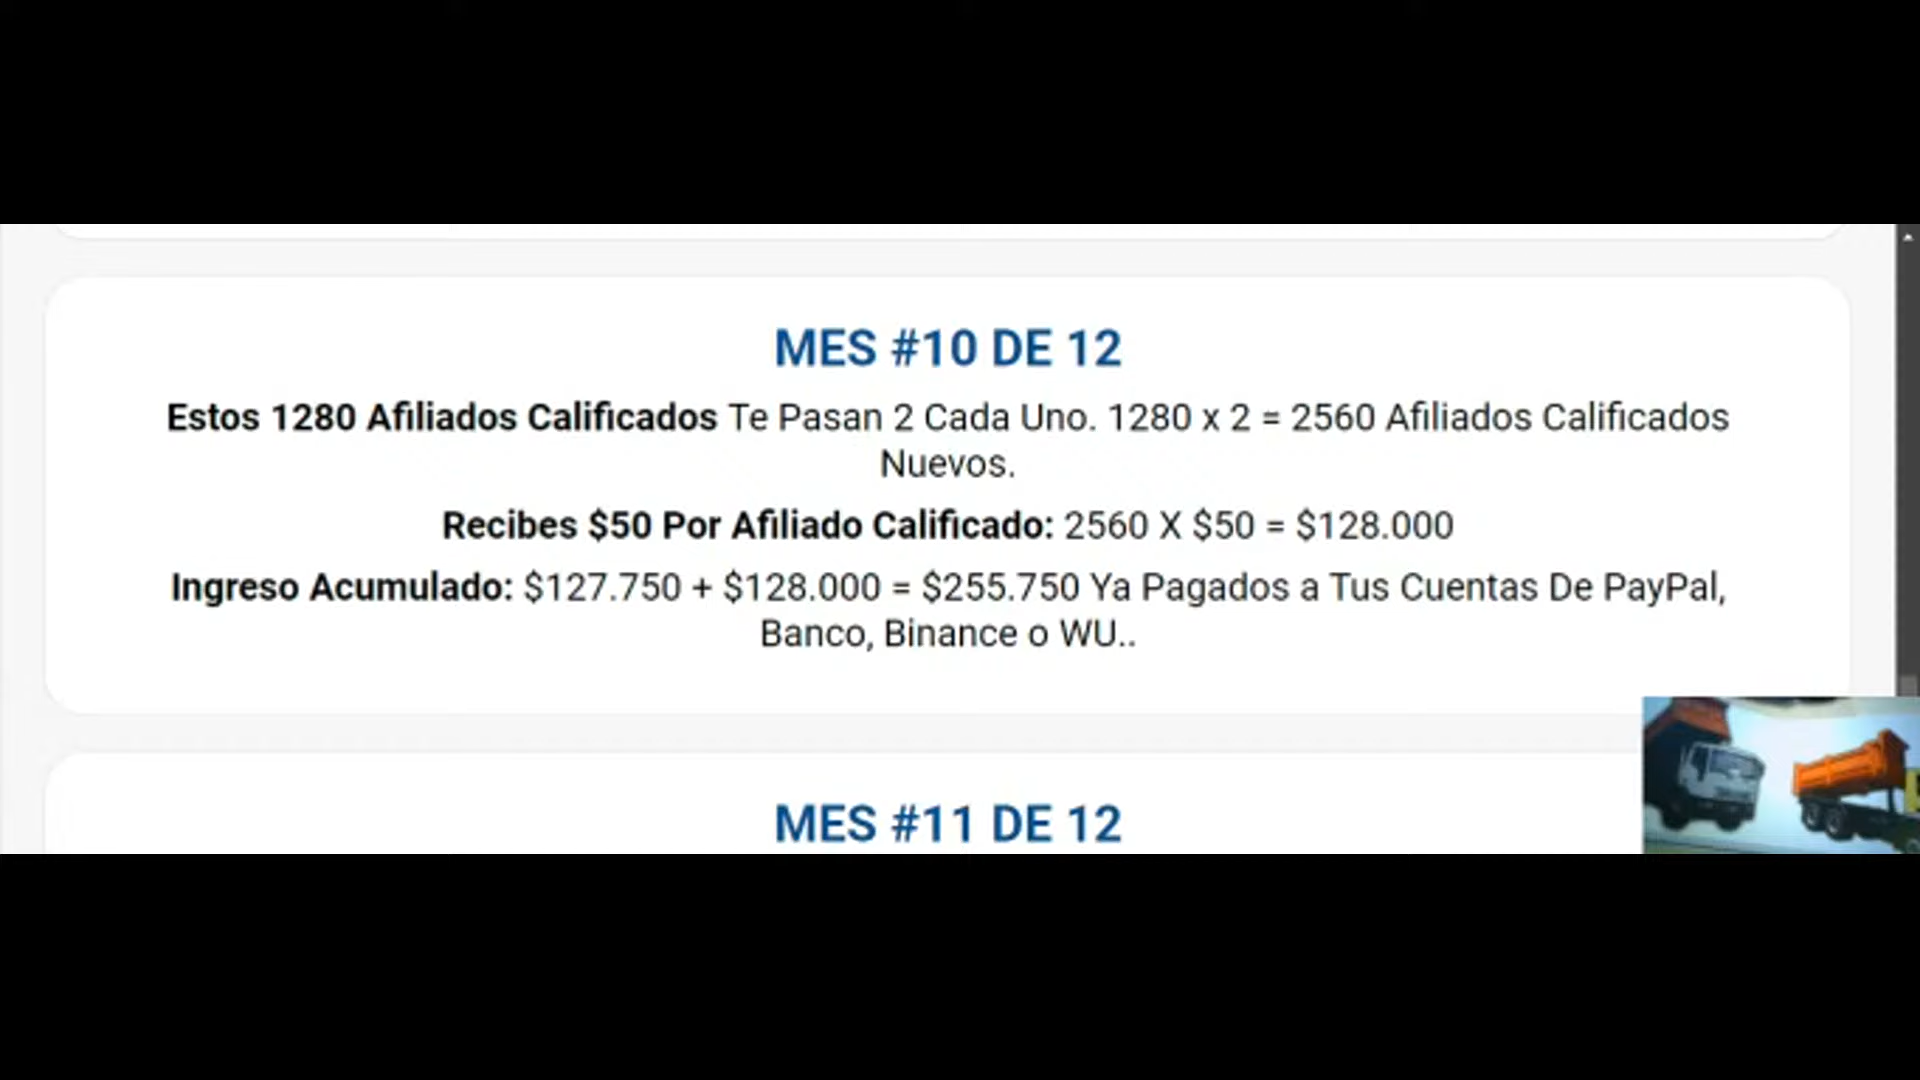 MES #10 DE 12
Estos 1280 Afiliados Calificados Te Pasan 2 Cada Uno. 1280 x 2 = 2560 Afiliados Calificados
Nuevos.
Recibes $50 Por Afiliado Calificado: 2560 X $50 = $128.000
Ingreso Acumulado: $127.750 + $128.000 = $255.750 Ya Pagados a Tus Cuentas De PayPal,
Banco, Binance o WU..
MES #11 DE 12